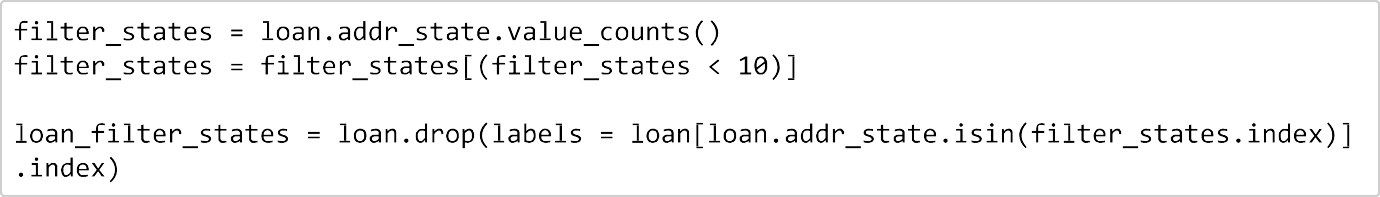 filter_states = loan.addr_state.value_counts()
filter_states = filter_states[(filter_states < 10)]
loan_filter_states = loan.drop(labels = loan[loan.addr_state.isin(filter_states.index)]
.index)